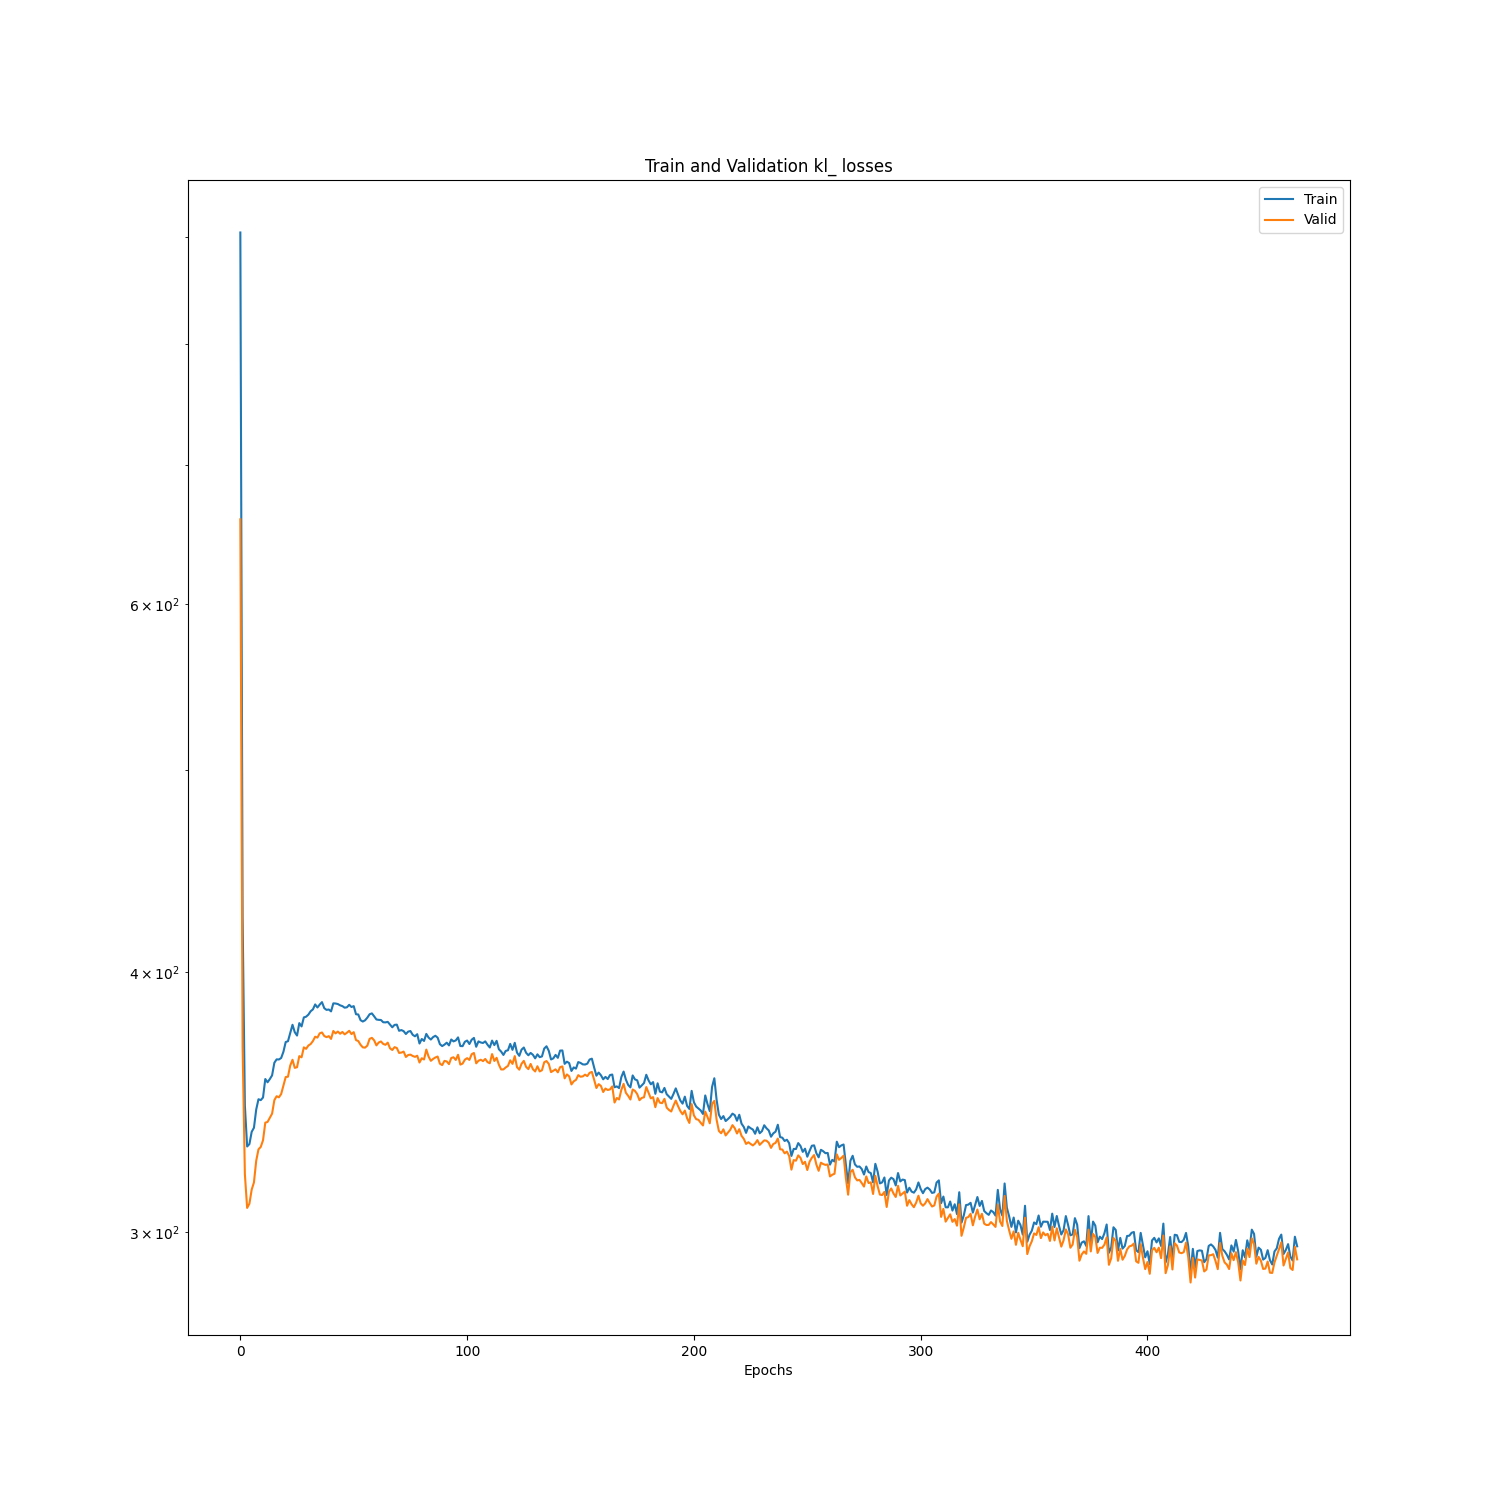 Train and Validation kl_ losses
Train
Valid
6 × 10²
4 × 10²
3 × 10²
0 100 200 300 400
Epochs